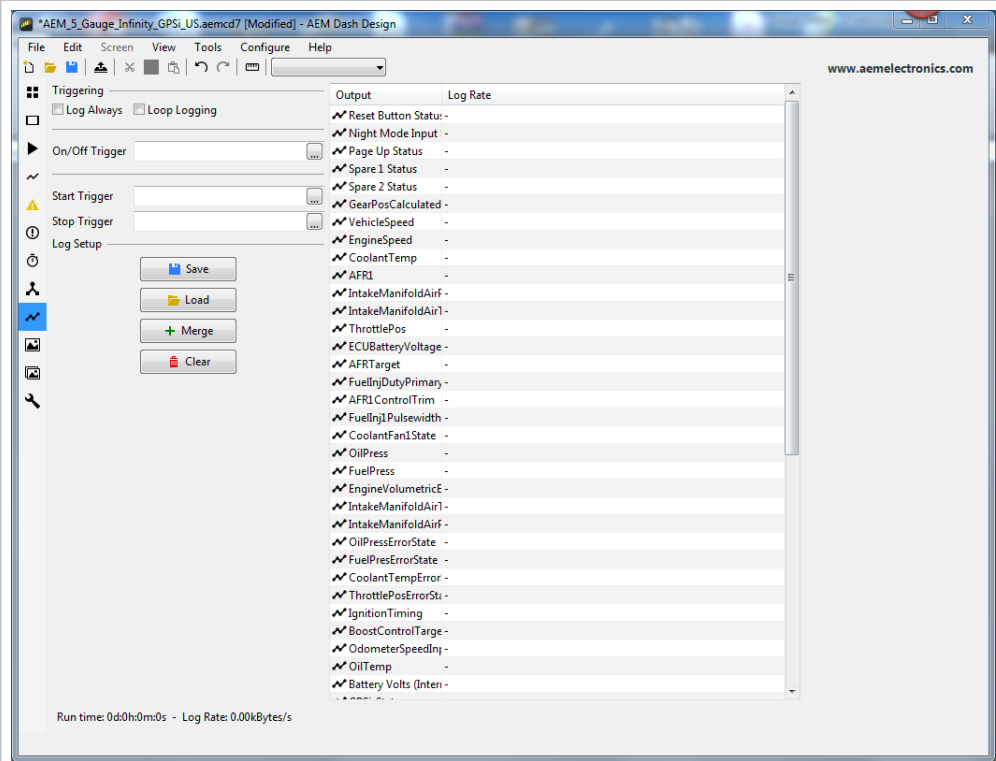 *AEM_5_Gauge_Infinity_GPSi_US.aemcd7 [Modified] - AEM Dash Design
File Edit Screen View Tools Configure Help
www.aemelectronics.com
Triggering
Log Always Loop Logging
On/Off Trigger ...
Start Trigger ...
Stop Trigger ...
Log Setup
Save
Load
Merge
Clear
Output Log Rate
Reset Button Status -
Night Mode Input -
Page Up Status -
Spare 1 Status -
Spare 2 Status -
GearPosCalculated -
VehicleSpeed -
EngineSpeed -
CoolantTemp -
AFR1 -
IntakeManifoldAirF -
IntakeManifoldAirT -
ThrottlePos -
ECUBatteryVoltage -
AFRTarget -
FuelInjDutyPrimary -
AFR1ControlTrim -
FuelInj1Pulsewidth -
CoolantFan1State -
OilPress -
FuelPress -
EngineVolumetricE -
IntakeManifoldAirT -
IntakeManifoldAirF -
OilPressErrorState -
FuelPresErrorState -
CoolantTempError -
ThrottlePosErrorSta -
IgnitionTiming -
BoostControlTarge -
OdometerSpeedInp -
OilTemp -
Battery Volts (Intern -
Run time: 0d:0h:0m:0s - Log Rate: 0.00kBytes/s